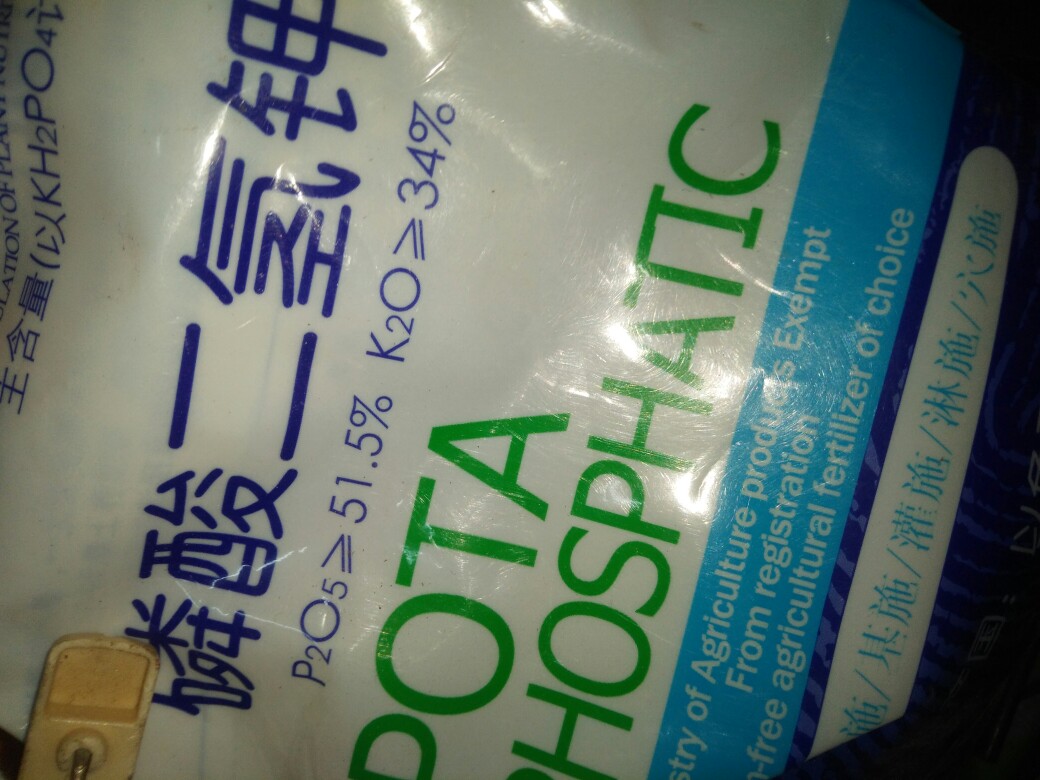 主含量(以KH2PO4计
磷酸二氢钾
P2O5≥51.5% K2O≥34%
POTA
PHOSPHATIC
stry of Agriculture products Exempt
From registration
-free agricultural fertilizer of choice
施/基施/灌施/淋施/穴施